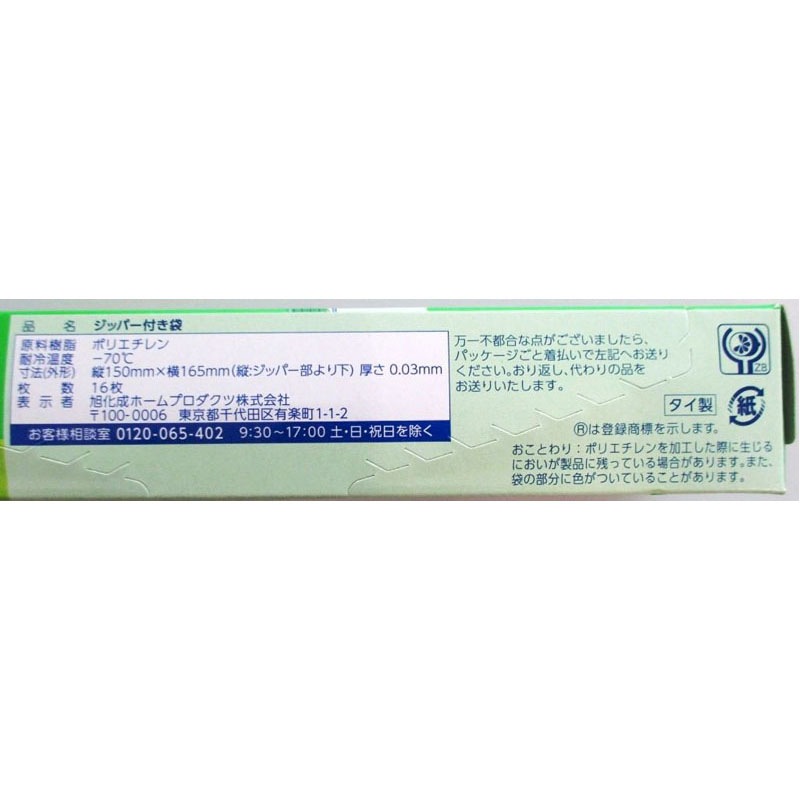 品名 ジッパー付き袋
原料樹脂 ポリエチレン
耐冷温度 −70℃
寸法(外形) 縦150mm×横165mm(縦:ジッパー部より下) 厚さ 0.03mm
枚数 16枚
表示者 旭化成ホームプロダクツ株式会社
〒100-0006 東京都千代田区有楽町1-1-2
お客様相談室 0120-065-402 9:30〜17:00 土・日・祝日を除く
万一不都合な点がございましたら、
パッケージごと着払いで左記へお送り
ください。おり返し、代わりの品を
お送りいたします。
ZB
タイ製
紙
Ⓡは登録商標を示します。
おことわり:ポリエチレンを加工した際に生じる
においが製品に残っている場合があります。また、
袋の部分に色がついていることがあります。